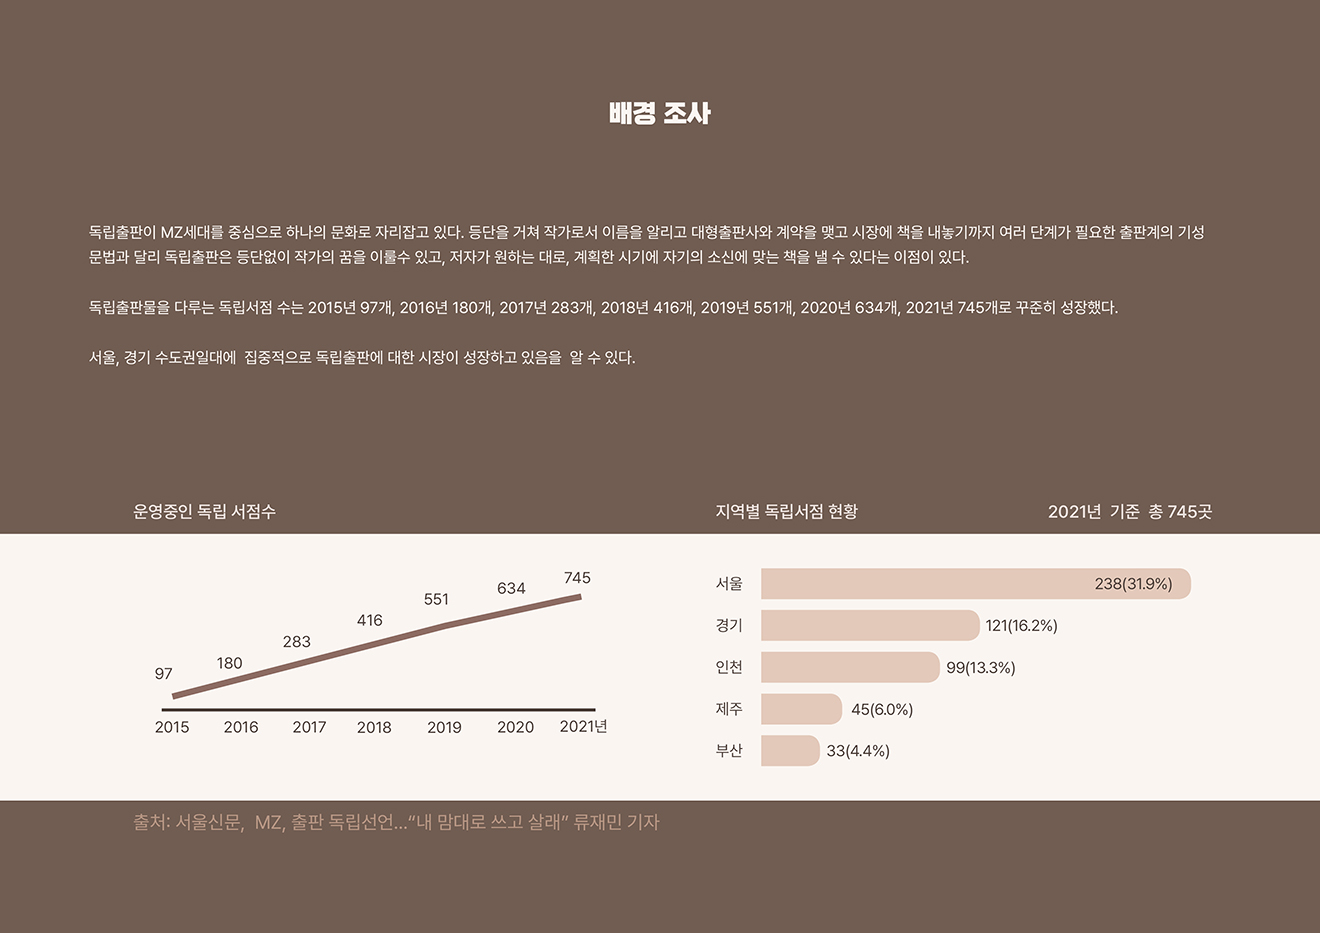 배경 조사
독립출판이 MZ세대를 중심으로 하나의 문화로 자리잡고 있다. 등단을 거쳐 작가로서 이름을 알리고 대형출판사와 계약을 맺고 시장에 책을 내놓기까지 여러 단계가 필요한 출판계의 기성
문법과 달리 독립출판은 등단없이 작가의 꿈을 이룰수 있고, 저자가 원하는 대로, 계획한 시기에 자기의 소신에 맞는 책을 낼 수 있다는 이점이 있다.
독립출판물을 다루는 독립서점 수는 2015년 97개, 2016년 180개, 2017년 283개, 2018년 416개, 2019년 551개, 2020년 634개, 2021년 745개로 꾸준히 성장했다.
서울, 경기 수도권일대에 집중적으로 독립출판에 대한 시장이 성장하고 있음을 알 수 있다.
운영중인 독립 서점수
97 180 283 416 551 634 745
2015 2016 2017 2018 2019 2020 2021년
지역별 독립서점 현황 2021년 기준 총 745곳
서울 238(31.9%)
경기 121(16.2%)
인천 99(13.3%)
제주 45(6.0%)
부산 33(4.4%)
출처: 서울신문, MZ, 출판 독립선언...“내 맘대로 쓰고 살래” 류재민 기자